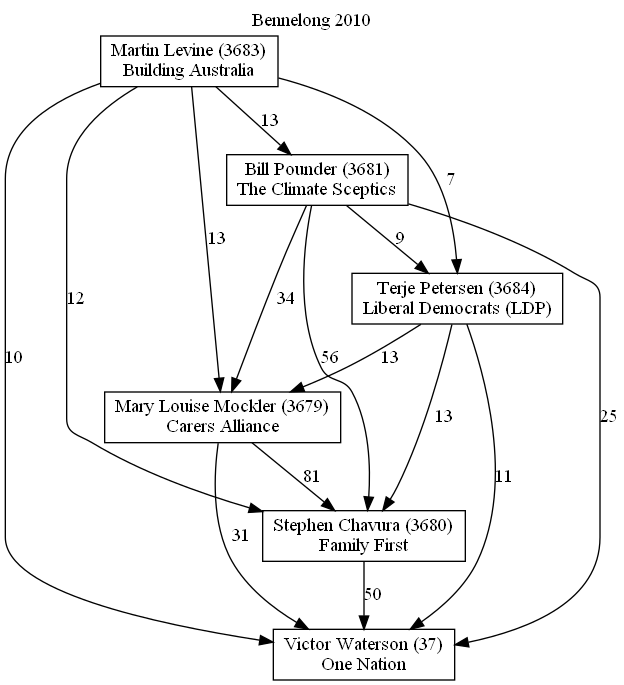 Bennelong 2010
Martin Levine (3683)
Building Australia
13
Bill Pounder (3681)
The Climate Sceptics
7
13
9
Terje Petersen (3684)
Liberal Democrats (LDP)
12
34
10
56
13
Mary Louise Mockler (3679)
Carers Alliance
13
25
81
11
Stephen Chavura (3680)
Family First
31
50
Victor Waterson (37)
One Nation